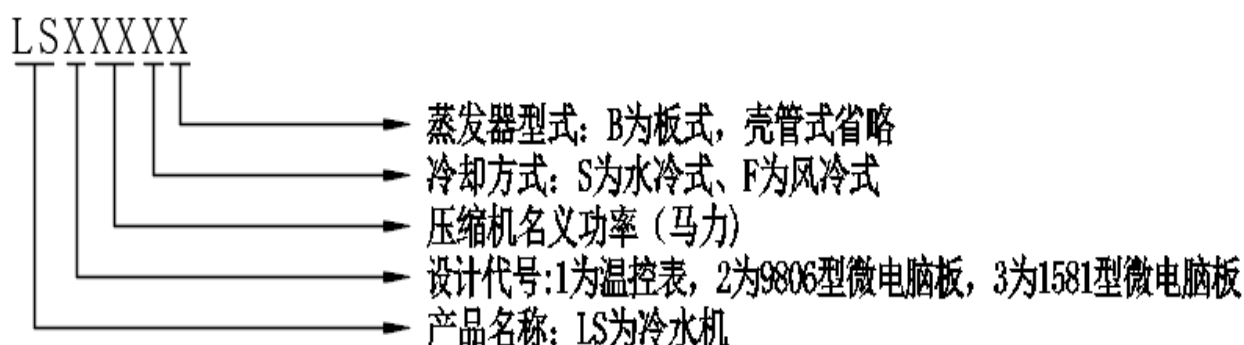 LSXXXXX
蒸发器型式：B为板式，壳管式省略
冷却方式：S为水冷式、F为风冷式
压缩机名义功率（马力）
设计代号:1为温控表，2为9806型微电脑板，3为1581型微电脑板
产品名称：LS为冷水机